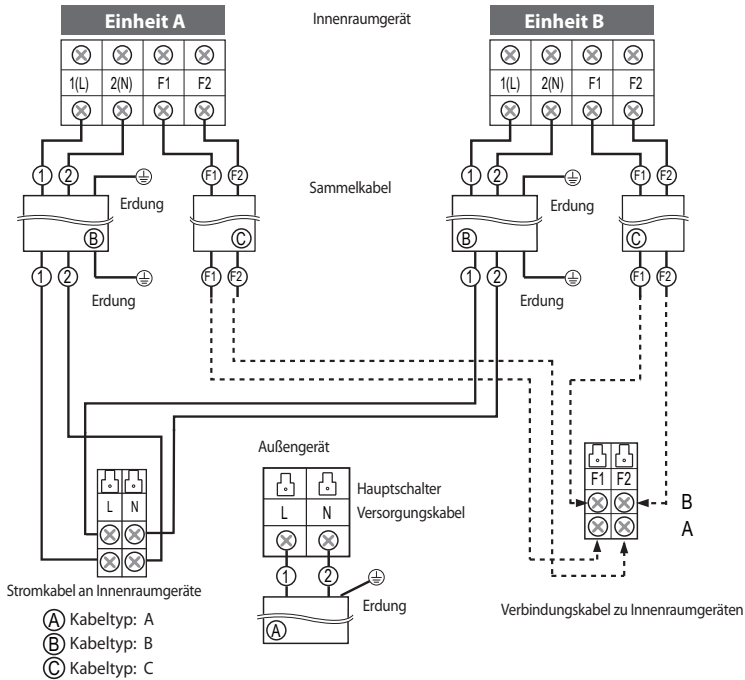 Einheit A Innenraumgerät Einheit B
1(L) 2(N) F1 F2 1(L) 2(N) F1 F2
1 2 F1 F2 Sammelkabel 1 2 F1 F2
Erdung Erdung
B C B C
1 2 F1 F2 1 2 F1 F2
Erdung Erdung
Außengerät
Hauptschalter
L N L N Versorgungskabel F1 F2
B
A
1 2
Stromkabel an Innenraumgeräte Erdung Verbindungskabel zu Innenraumgeräten
A
A Kabeltyp: A
B Kabeltyp: B
C Kabeltyp: C